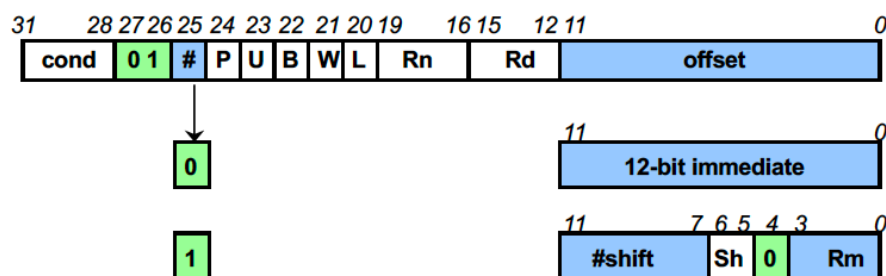 31 28 27 26 25 24 23 22 21 20 19 16 15 12 11 0
cond 0 1 # P U B W L Rn Rd offset
11 0
0 12-bit immediate
11 7 6 5 4 3 0
1 #shift Sh 0 Rm